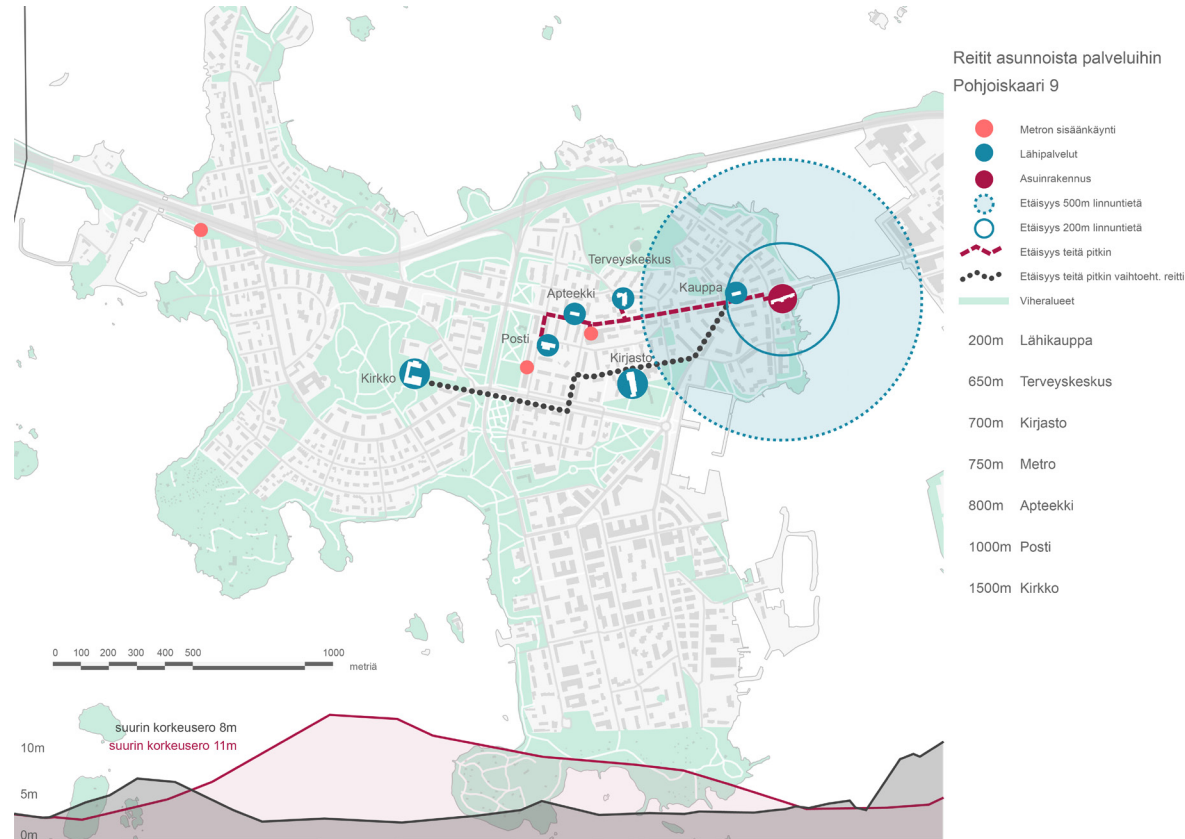 Reitit asunnoista palveluihin
Pohjoiskaari 9
Metron sisäänkäynti
Lähipalvelut
Asuinrakennus
Etäisyys 500m linnuntietä
Etäisyys 200m linnuntietä
Etäisyys teitä pitkin
Etäisyys teitä pitkin vaihtoeht. reitti
Viheralueet
200m Lähikauppa
650m Terveyskeskus
700m Kirjasto
750m Metro
800m Apteekki
1000m Posti
1500m Kirkko
Terveyskeskus
Kauppa
Apteekki
Posti
Kirjasto
Kirkko
0 100 200 300 400 500 1000
metriä
suurin korkeusero 8m
suurin korkeusero 11m
10m
5m
0m